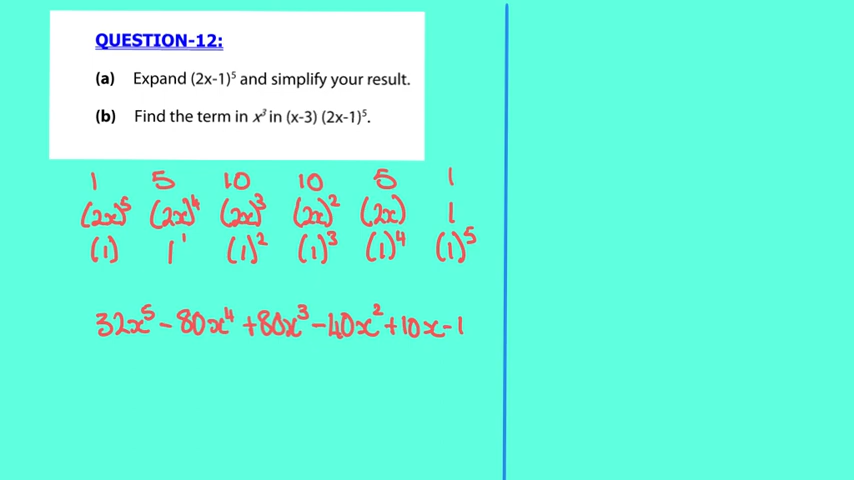 QUESTION-12:
(a) Expand (2x-1)⁵ and simplify your result.
(b) Find the term in x³ in (x-3) (2x-1)⁵.
1 5 10 10 5 1
(2x)⁵ (2x)⁴ (2x)³ (2x)² (2x) 1
(1) 1¹ (1)² (1)³ (1)⁴ (1)⁵
32x⁵ - 80x⁴ + 80x³ - 40x² + 10x - 1